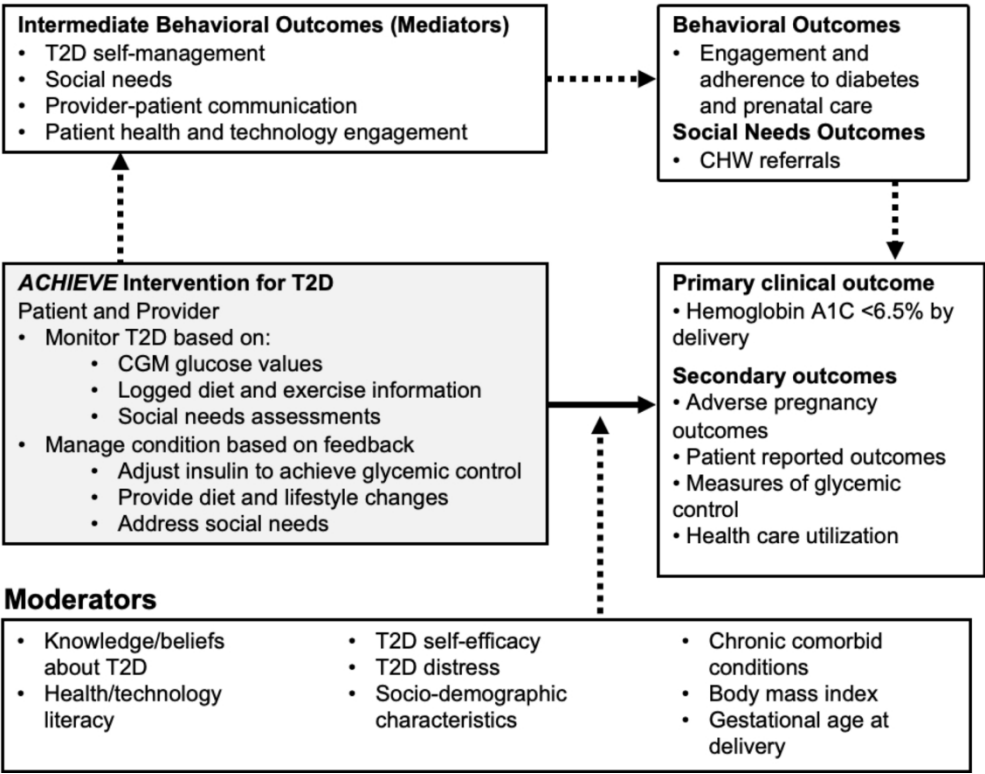 Intermediate Behavioral Outcomes (Mediators)
• T2D self-management
• Social needs
• Provider-patient communication
• Patient health and technology engagement
Behavioral Outcomes
• Engagement and
adherence to diabetes
and prenatal care
Social Needs Outcomes
• CHW referrals
ACHIEVE Intervention for T2D
Patient and Provider
• Monitor T2D based on:
• CGM glucose values
• Logged diet and exercise information
• Social needs assessments
• Manage condition based on feedback
• Adjust insulin to achieve glycemic control
• Provide diet and lifestyle changes
• Address social needs
Primary clinical outcome
• Hemoglobin A1C <6.5% by
delivery
Secondary outcomes
• Adverse pregnancy
outcomes
• Patient reported outcomes
• Measures of glycemic
control
• Health care utilization
Moderators
• Knowledge/beliefs
about T2D
• Health/technology
literacy
• T2D self-efficacy
• T2D distress
• Socio-demographic
characteristics
• Chronic comorbid
conditions
• Body mass index
• Gestational age at
delivery